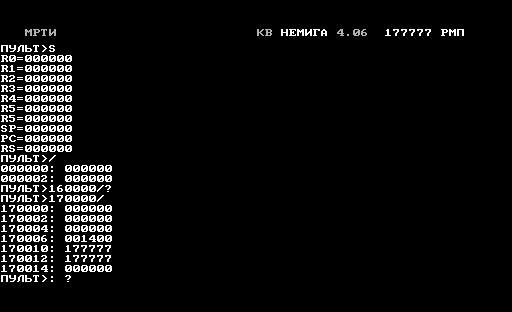 МРТИ КВ НЕМИГА 4.06 177777 РМП
ПУЛЬТ>S
R0=000000
R1=000000
R2=000000
R3=000000
R4=000000
R5=000000
R5=000000
SP=000000
PC=000000
RS=000000
ПУЛЬТ>/
000000: 000000
000002: 000000
ПУЛЬТ>160000/?
ПУЛЬТ>170000/
170000: 000000
170002: 000000
170004: 000000
170006: 001400
170010: 177777
170012: 177777
170014: 000000
ПУЛЬТ>: ?